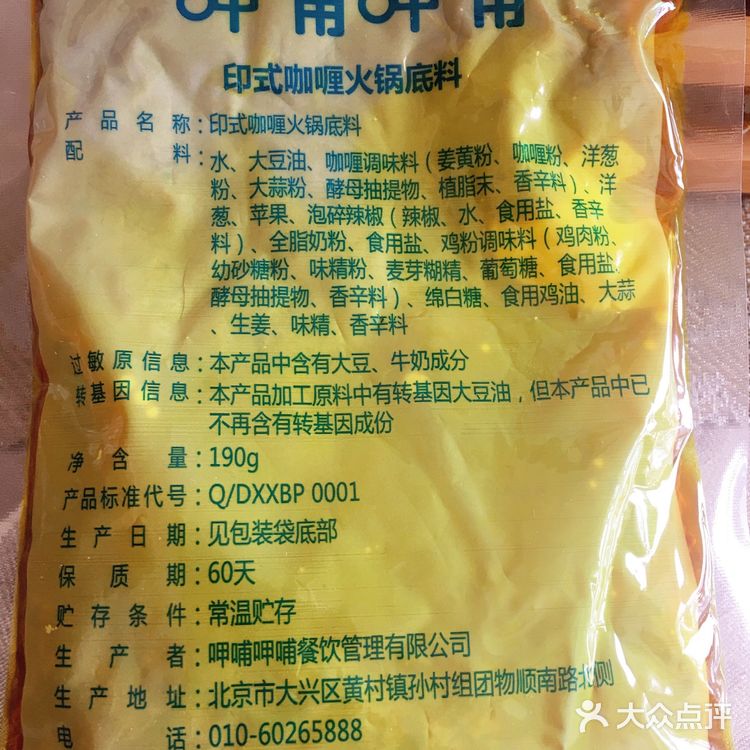 呷哺呷哺
印式咖喱火锅底料
产品名称：印式咖喱火锅底料
配料：水、大豆油、咖喱调味料（姜黄粉、咖喱粉、洋葱
粉、大蒜粉、酵母抽提物、植脂末、香辛料）、洋
葱、苹果、泡碎辣椒（辣椒、水、食用盐、香辛
料）、全脂奶粉、食用盐、鸡粉调味料（鸡肉粉、
幼砂糖粉、味精粉、麦芽糊精、葡萄糖、食用盐、
酵母抽提物、香辛料）、绵白糖、食用鸡油、大蒜
、生姜、味精、香辛料
过敏原信息：本产品中含有大豆、牛奶成分
转基因信息：本产品加工原料中有转基因大豆油，但本产品中已
不再含有转基因成份
净含量：190g
产品标准代号：Q/DXXBP 0001
生产日期：见包装袋底部
保质期：60天
贮存条件：常温贮存
生产者：呷哺呷哺餐饮管理有限公司
生产地址：北京市大兴区黄村镇孙村组团物顺南路北侧
电话：010-60265888
大众点评